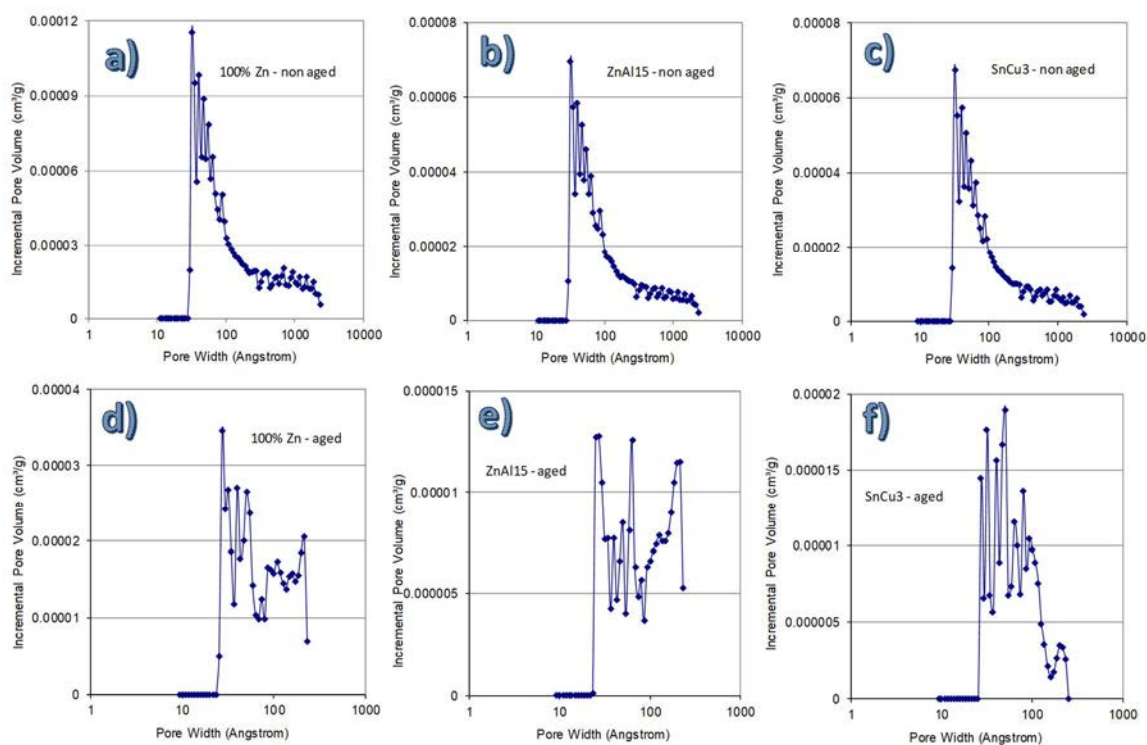 a)
100% Zn - non aged
Incremental Pore Volume (cm³/g)
0.00012
0.00009
0.00006
0.00003
0
1 10 100 1000 10000
Pore Width (Angstrom)
b)
ZnAl15 - non aged
Incremental Pore Volume (cm³/g)
0.00008
0.00006
0.00004
0.00002
0
1 10 100 1000 10000
Pore Width (Angstrom)
c)
SnCu3 - non aged
Incremental Pore Volume (cm³/g)
0.00008
0.00006
0.00004
0.00002
0
1 10 100 1000 10000
Pore Width (Angstrom)
d)
100% Zn - aged
Incremental Pore Volume (cm³/g)
0.00004
0.00003
0.00002
0.00001
0
1 10 100 1000
Pore Width (Angstrom)
e)
ZnAl15 - aged
Incremental Pore Volume (cm³/g)
0.000015
0.00001
0.000005
0
1 10 100 1000
Pore Width (Angstrom)
f)
SnCu3 - aged
Incremental Pore Volume (cm³/g)
0.00002
0.000015
0.00001
0.000005
0
1 10 100 1000
Pore Width (Angstrom)